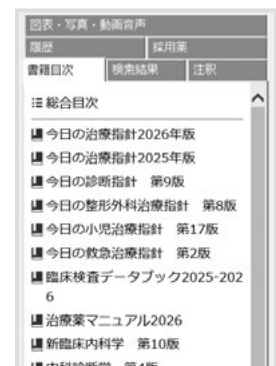 図表・写真・動画音声
履歴 採用薬
書籍目次 検索結果 注釈
総合目次
今日の治療指針2026年版
今日の治療指針2025年版
今日の診断指針 第9版
今日の整形外科治療指針 第8版
今日の小児治療指針 第17版
今日の救急治療指針 第2版
臨床検査データブック2025-202
6
治療薬マニュアル2026
新臨床内科学 第10版